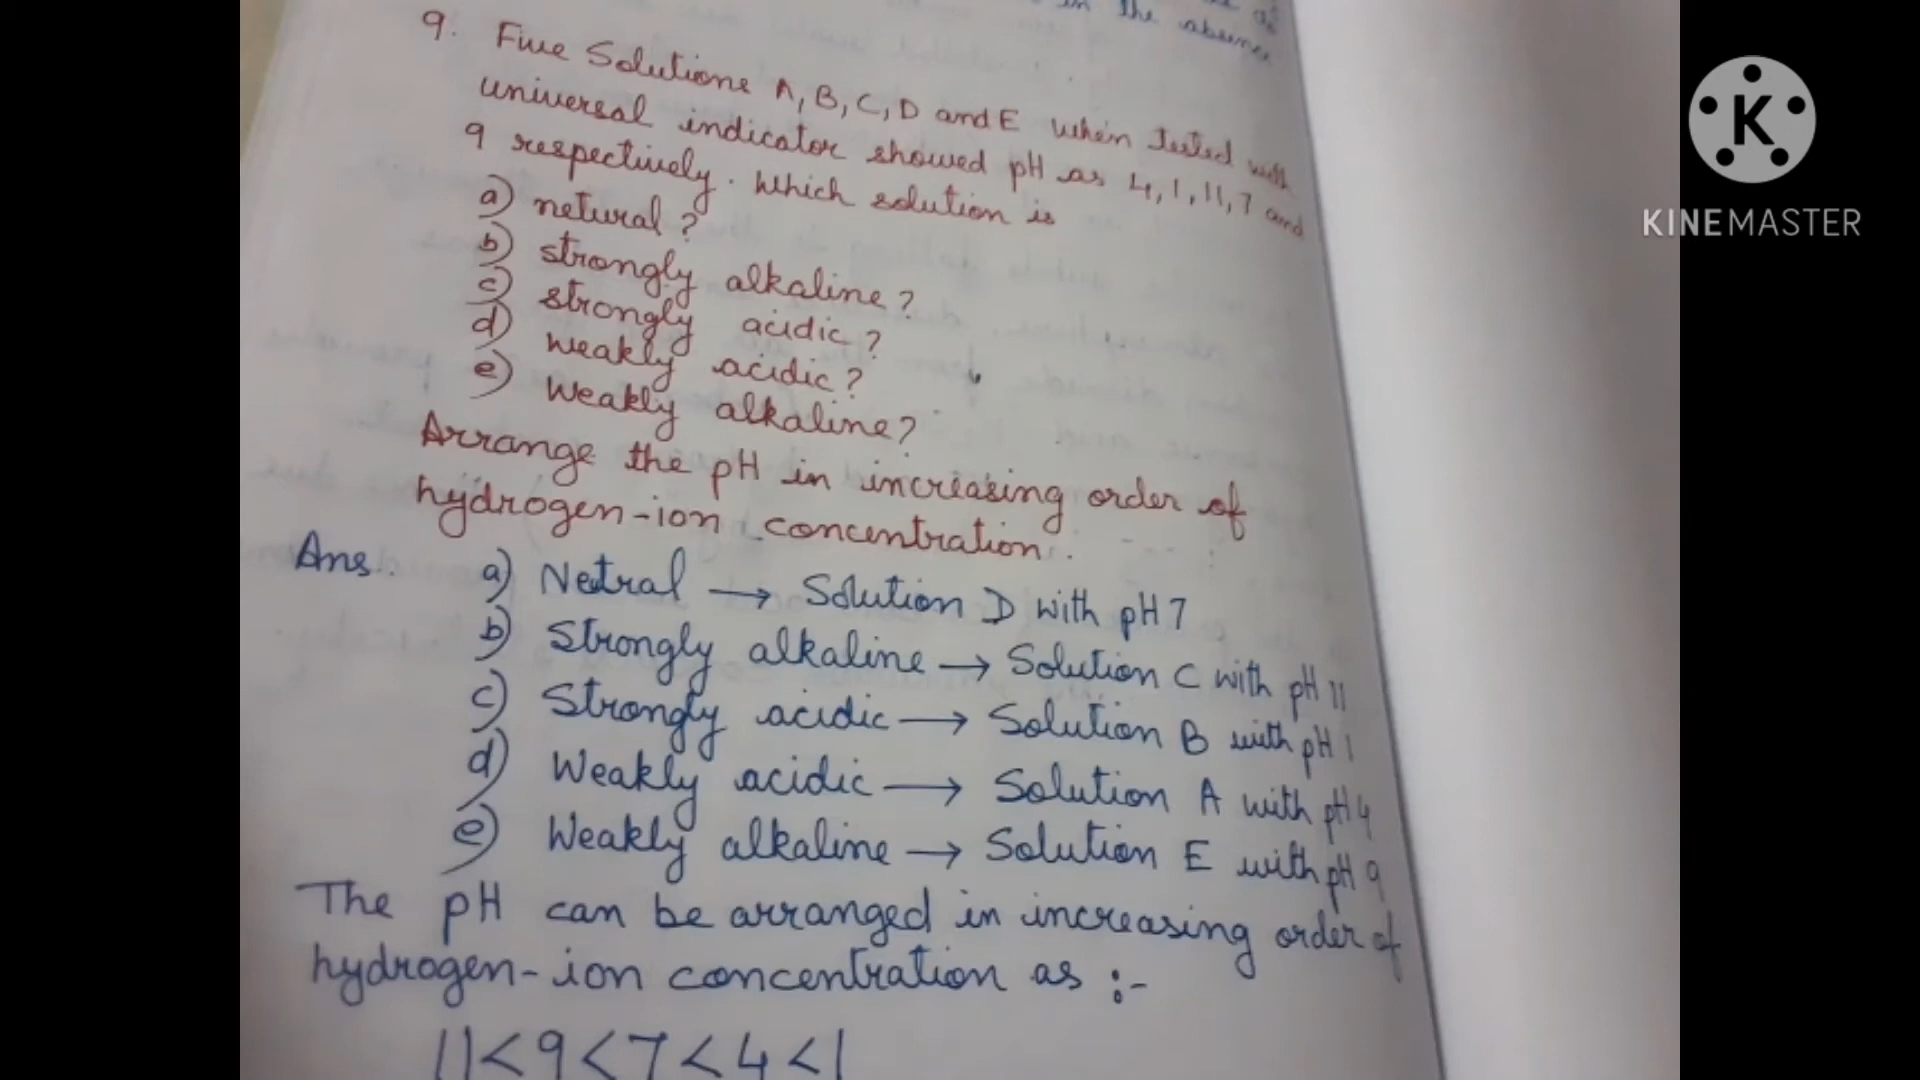 in the absence
9. Five Solutions A, B, C, D and E when tested with
universal indicator showed pH as 4, 1, 11, 7 and
9 respectively. Which solution is
a) netural?
b) strongly alkaline?
c) strongly acidic?
d) weakly acidic?
e) Weakly alkaline?
Arrange the pH in increasing order of
hydrogen-ion concentration.
Ans. a) Netral → Solution D with pH 7
b) Strongly alkaline → Solution C with pH 11
c) Strongly acidic → Solution B with pH 1
d) Weakly acidic → Solution A with pH 4
e) Weakly alkaline → Solution E with pH 9
The pH can be arranged in increasing order of
hydrogen-ion concentration as :-
11 < 9 < 7 < 4 < 1
K
KINEMASTER